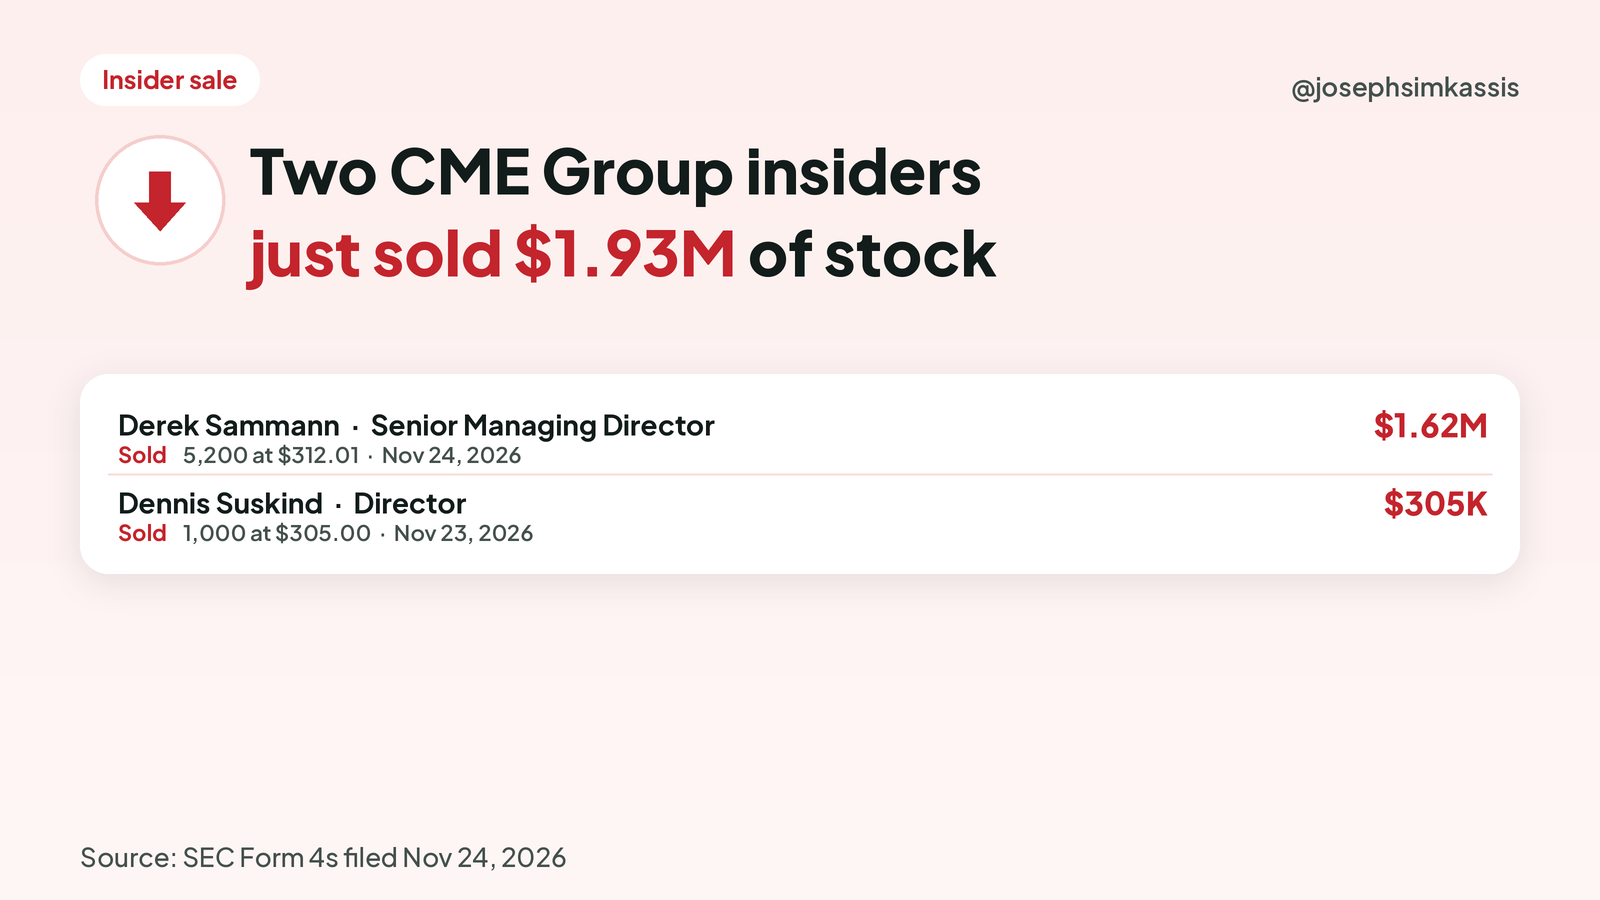 Insider sale
@josephsimkassis
Two CME Group insiders
just sold $1.93M of stock
Derek Sammann · Senior Managing Director
$1.62M
Sold 5,200 at $312.01 · Nov 24, 2026
Dennis Suskind · Director
$305K
Sold 1,000 at $305.00 · Nov 23, 2026
Source: SEC Form 4s filed Nov 24, 2026